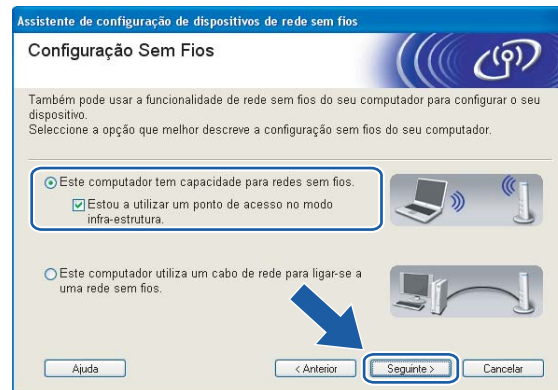 Assistente de configuração de dispositivos de rede sem fios
Configuração Sem Fios
Também pode usar a funcionalidade de rede sem fios do seu computador para configurar o seu
dispositivo.
Seleccione a opção que melhor descreve a configuração sem fios do seu computador.
Este computador tem capacidade para redes sem fios.
Estou a utilizar um ponto de acesso no modo
infra-estrutura.
Este computador utiliza um cabo de rede para ligar-se a
uma rede sem fios.
Ajuda
< Anterior
Seguinte >
Cancelar